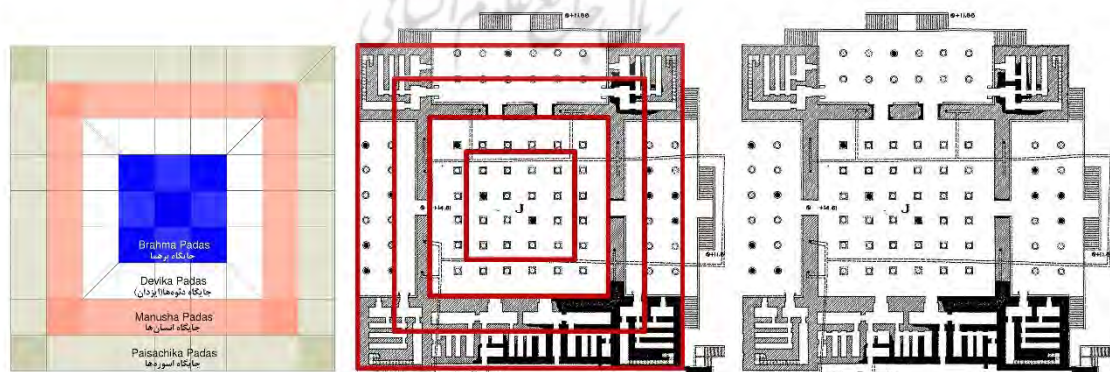 Brahma Padas
جایگاه برهما
Devika Padas
جایگاه دئوه‌ها(ایزدان)
Manusha Padas
جایگاه انسان‌ها
Paisachika Padas
جایگاه اسوره‌ها
J
J